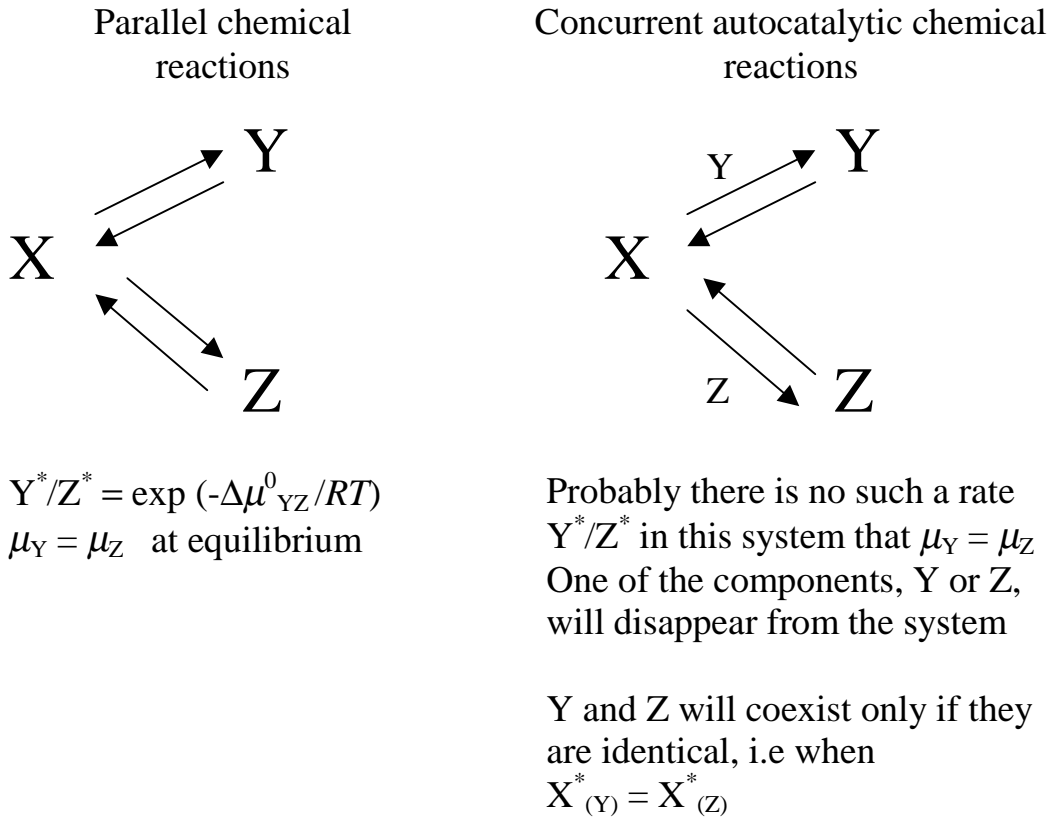 Parallel chemical
reactions
Y
X
Z
Y*/Z* = exp (-Δμ⁰YZ /RT)
μY = μZ at equilibrium
Concurrent autocatalytic chemical
reactions
Y
Y
X
Z
Z
Probably there is no such a rate
Y*/Z* in this system that μY = μZ
One of the components, Y or Z,
will disappear from the system
Y and Z will coexist only if they
are identical, i.e when
X*(Y) = X*(Z)